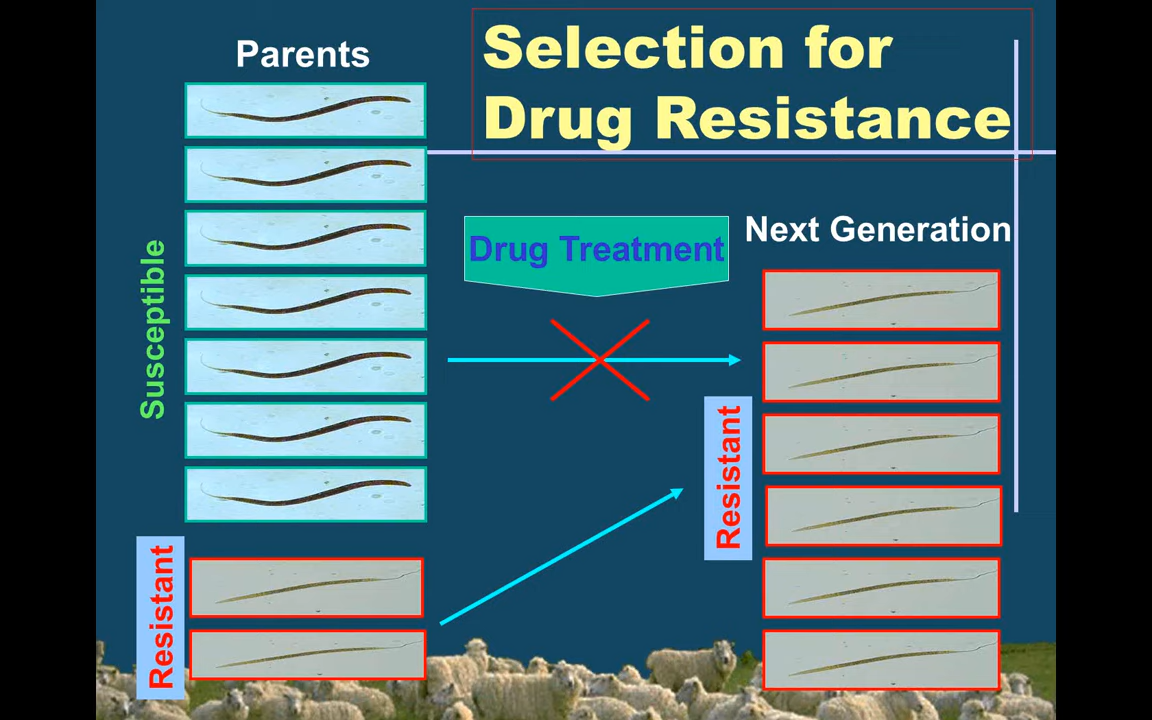 Selection for
Drug Resistance
Parents
Susceptible
Resistant
Drug Treatment
Next Generation
Resistant